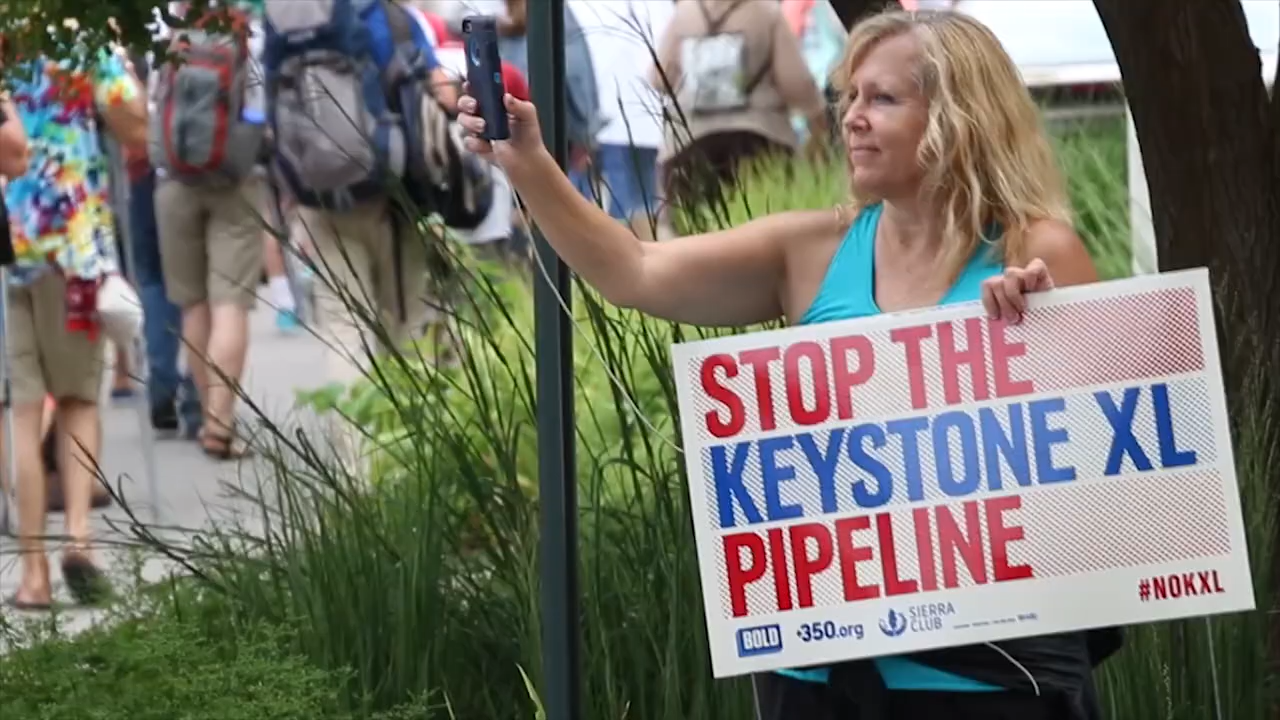 STOP THE
KEYSTONE XL
PIPELINE
#NOKXL
BOLD 350.org SIERRA
CLUB